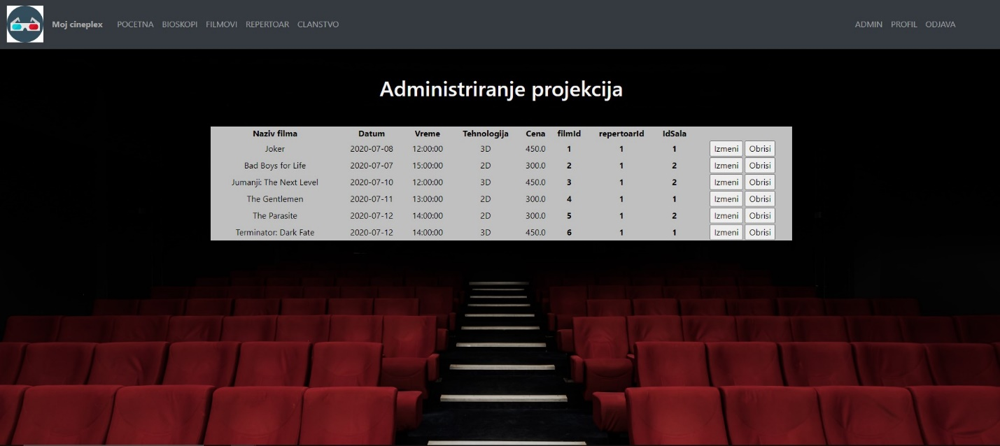 Moj cineplex POCETNA BIOSKOPI FILMOVI REPERTOAR CLANSTVO ADMIN PROFIL ODJAVA
Administriranje projekcija
Naziv filma Datum Vreme Tehnologija Cena filmId repertoarId IdSala
Joker 2020-07-08 12:00:00 3D 450.0 1 1 1 Izmeni Obrisi
Bad Boys for Life 2020-07-07 15:00:00 2D 300.0 2 1 2 Izmeni Obrisi
Jumanji: The Next Level 2020-07-10 12:00:00 3D 450.0 3 1 2 Izmeni Obrisi
The Gentlemen 2020-07-11 13:00:00 2D 300.0 4 1 1 Izmeni Obrisi
The Parasite 2020-07-12 14:00:00 2D 300.0 5 1 2 Izmeni Obrisi
Terminator: Dark Fate 2020-07-12 14:00:00 3D 450.0 6 1 1 Izmeni Obrisi